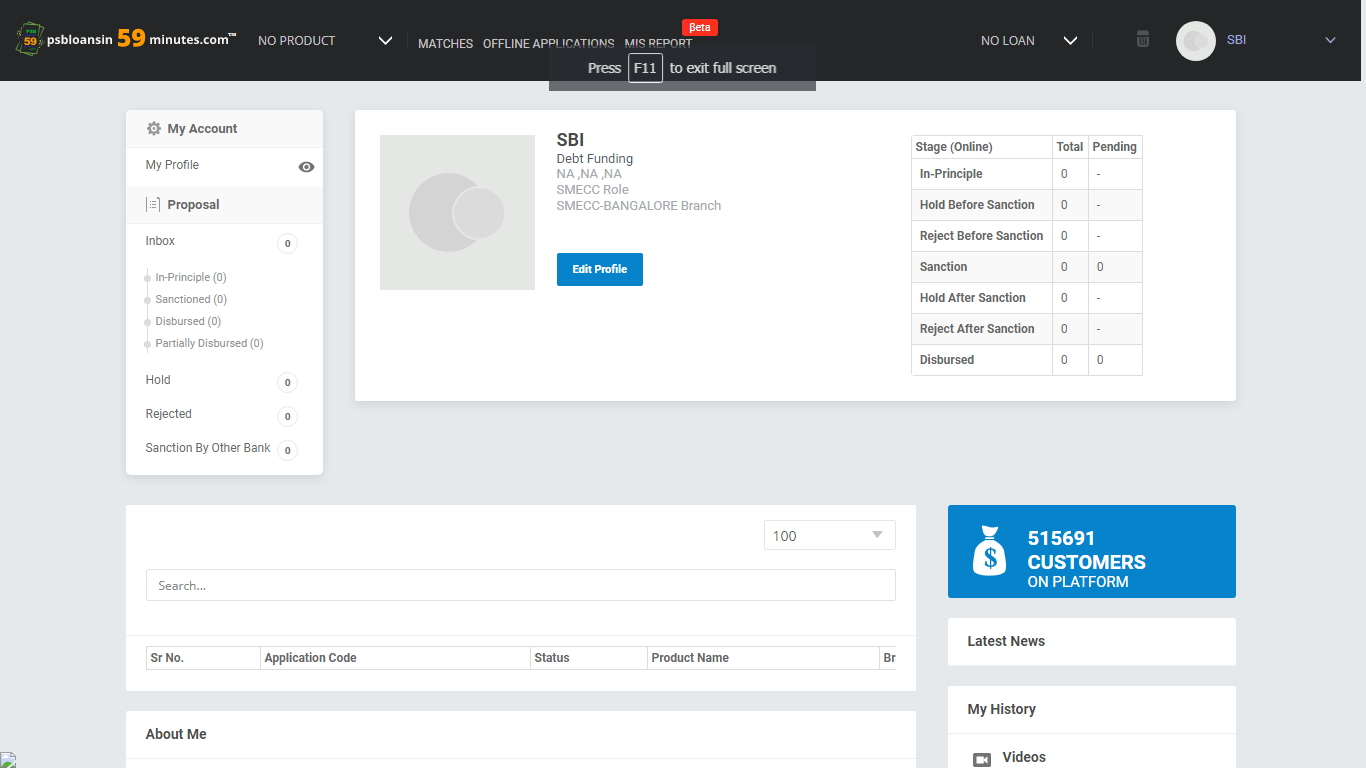 psbloansin 59 minutes.com™
NO PRODUCT
MATCHES OFFLINE APPLICATIONS MIS REPORT
Beta
NO LOAN
SBI
Press F11 to exit full screen
My Account
My Profile
Proposal
Inbox 0
In-Principle (0)
Sanctioned (0)
Disbursed (0)
Partially Disbursed (0)
Hold 0
Rejected 0
Sanction By Other Bank 0
SBI
Debt Funding
NA ,NA ,NA
SMECC Role
SMECC-BANGALORE Branch
Edit Profile
Stage (Online) Total Pending
In-Principle 0 -
Hold Before Sanction 0 -
Reject Before Sanction 0 -
Sanction 0 0
Hold After Sanction 0 -
Reject After Sanction 0 -
Disbursed 0 0
100
Search...
Sr No. Application Code Status Product Name Br
About Me
515691
CUSTOMERS
ON PLATFORM
Latest News
My History
Videos